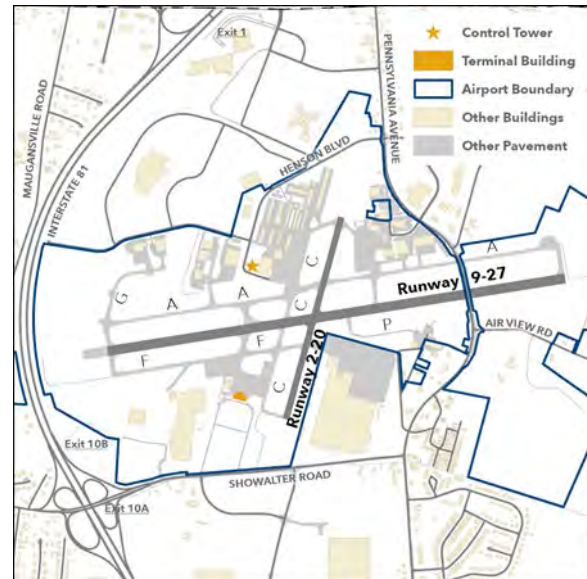 Exit 1
Control Tower
Terminal Building
Airport Boundary
Other Buildings
Other Pavement
PENNSYLVANIA AVENUE
MAUGANSVILLE ROAD
INTERSTATE 81
HENSON BLVD
A
C
G
A
A
C
Runway 9-27
F
F
P
AIR VIEW RD
C
Runway 2-20
Exit 10B
SHOWALTER ROAD
Exit 10A